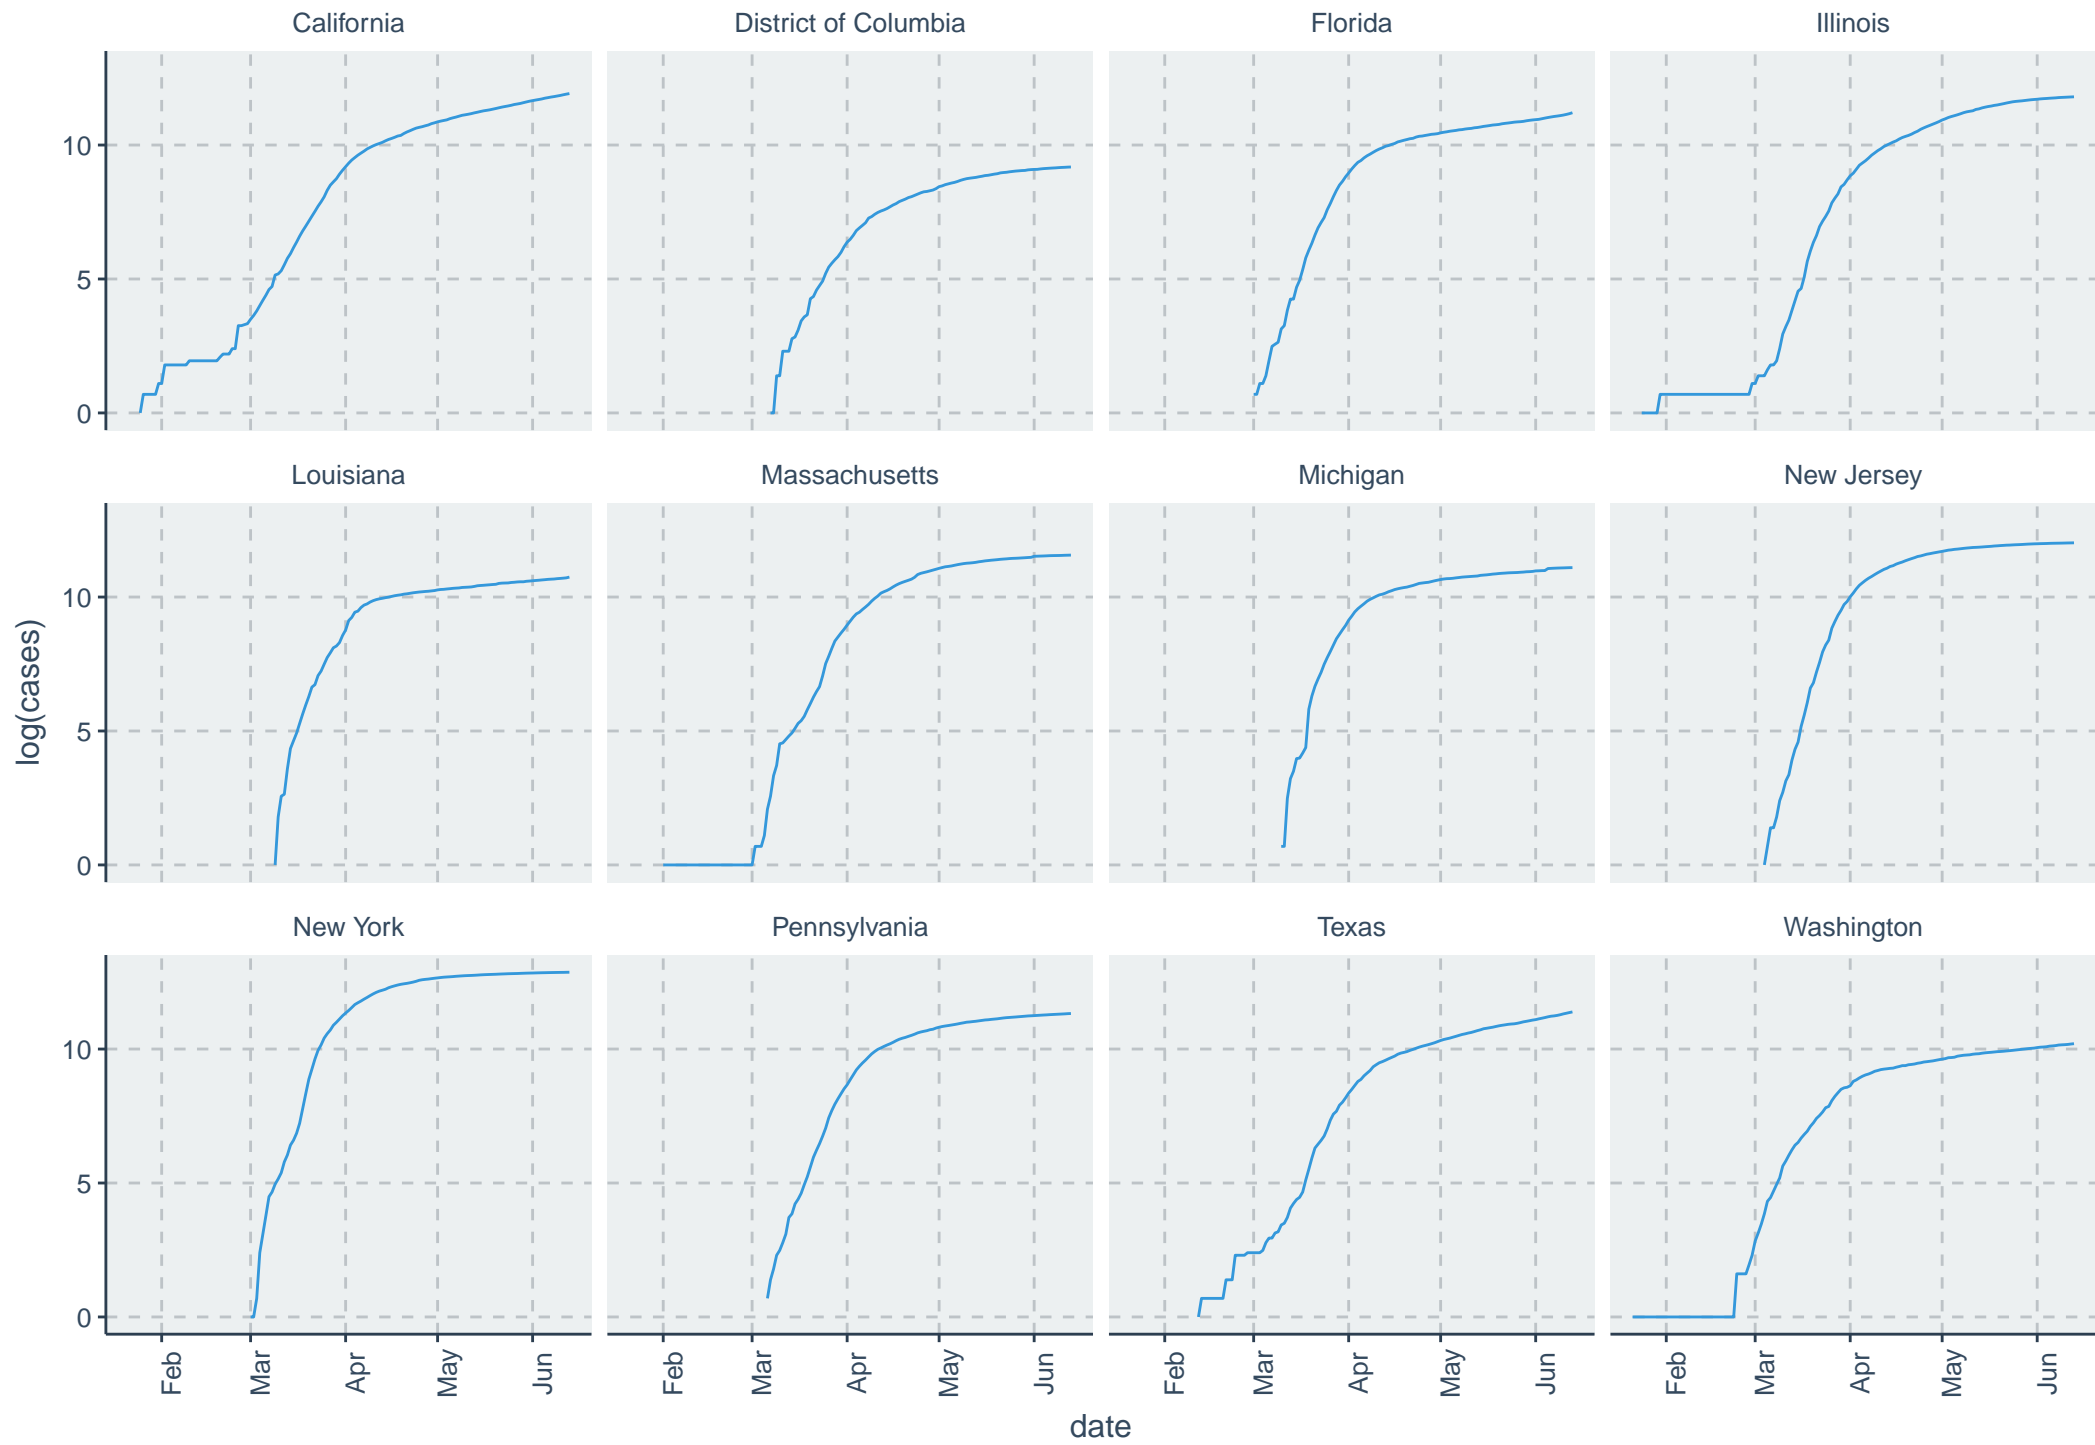 California District of Columbia Florida Illinois
10
5
0
Louisiana Massachusetts Michigan New Jersey
10
5
0
log(cases)
New York Pennsylvania Texas Washington
10
5
0
Feb Mar Apr May Jun Feb Mar Apr May Jun Feb Mar Apr May Jun Feb Mar Apr May Jun
date